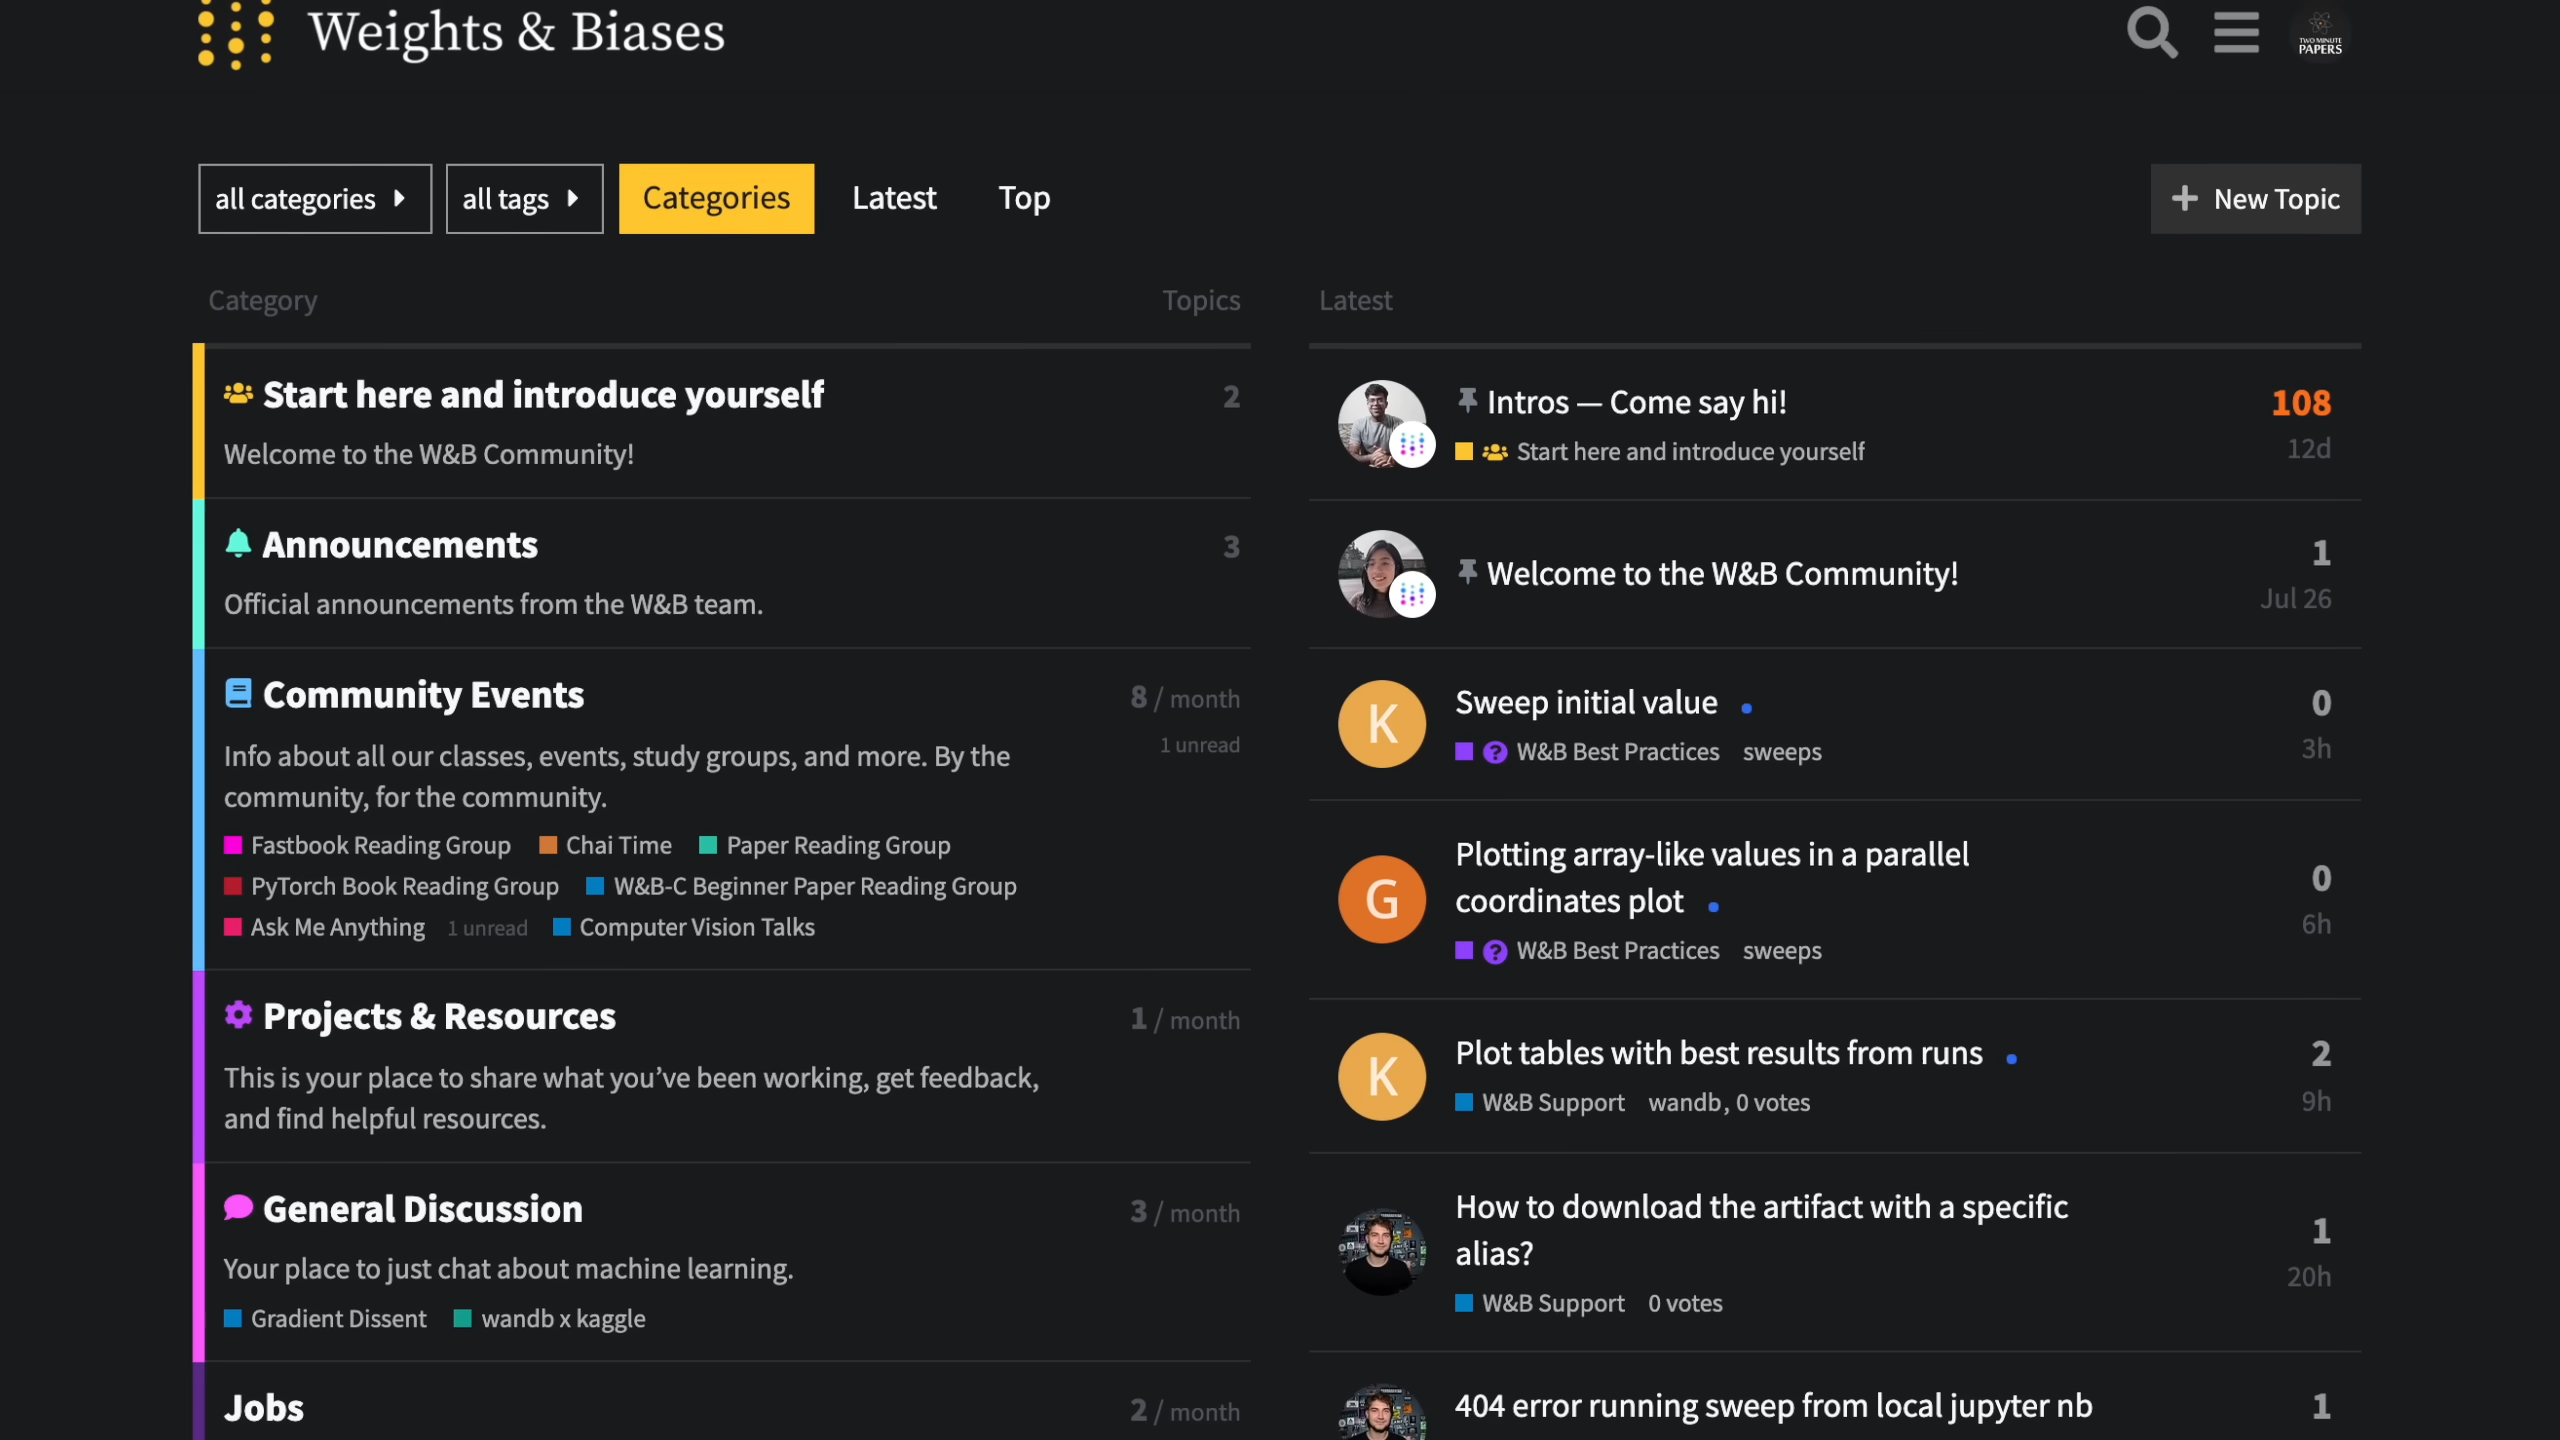 Weights & Biases
TWO MINUTE
PAPERS
all categories
all tags
Categories
Latest
Top
New Topic
Category
Topics
Start here and introduce yourself
2
Welcome to the W&B Community!
Announcements
3
Official announcements from the W&B team.
Community Events
8 / month
1 unread
Info about all our classes, events, study groups, and more. By the
community, for the community.
Fastbook Reading Group Chai Time Paper Reading Group
PyTorch Book Reading Group W&B-C Beginner Paper Reading Group
Ask Me Anything 1 unread Computer Vision Talks
Projects & Resources
1 / month
This is your place to share what you’ve been working, get feedback,
and find helpful resources.
General Discussion
3 / month
Your place to just chat about machine learning.
Gradient Dissent wandb x kaggle
Jobs
2 / month
Latest
Intros — Come say hi!
108
Start here and introduce yourself
12d
Welcome to the W&B Community!
1
Jul 26
K
Sweep initial value
0
W&B Best Practices sweeps
3h
G
Plotting array-like values in a parallel
coordinates plot
0
W&B Best Practices sweeps
6h
K
Plot tables with best results from runs
2
W&B Support wandb, 0 votes
9h
How to download the artifact with a specific
alias?
1
W&B Support 0 votes
20h
404 error running sweep from local jupyter nb
1